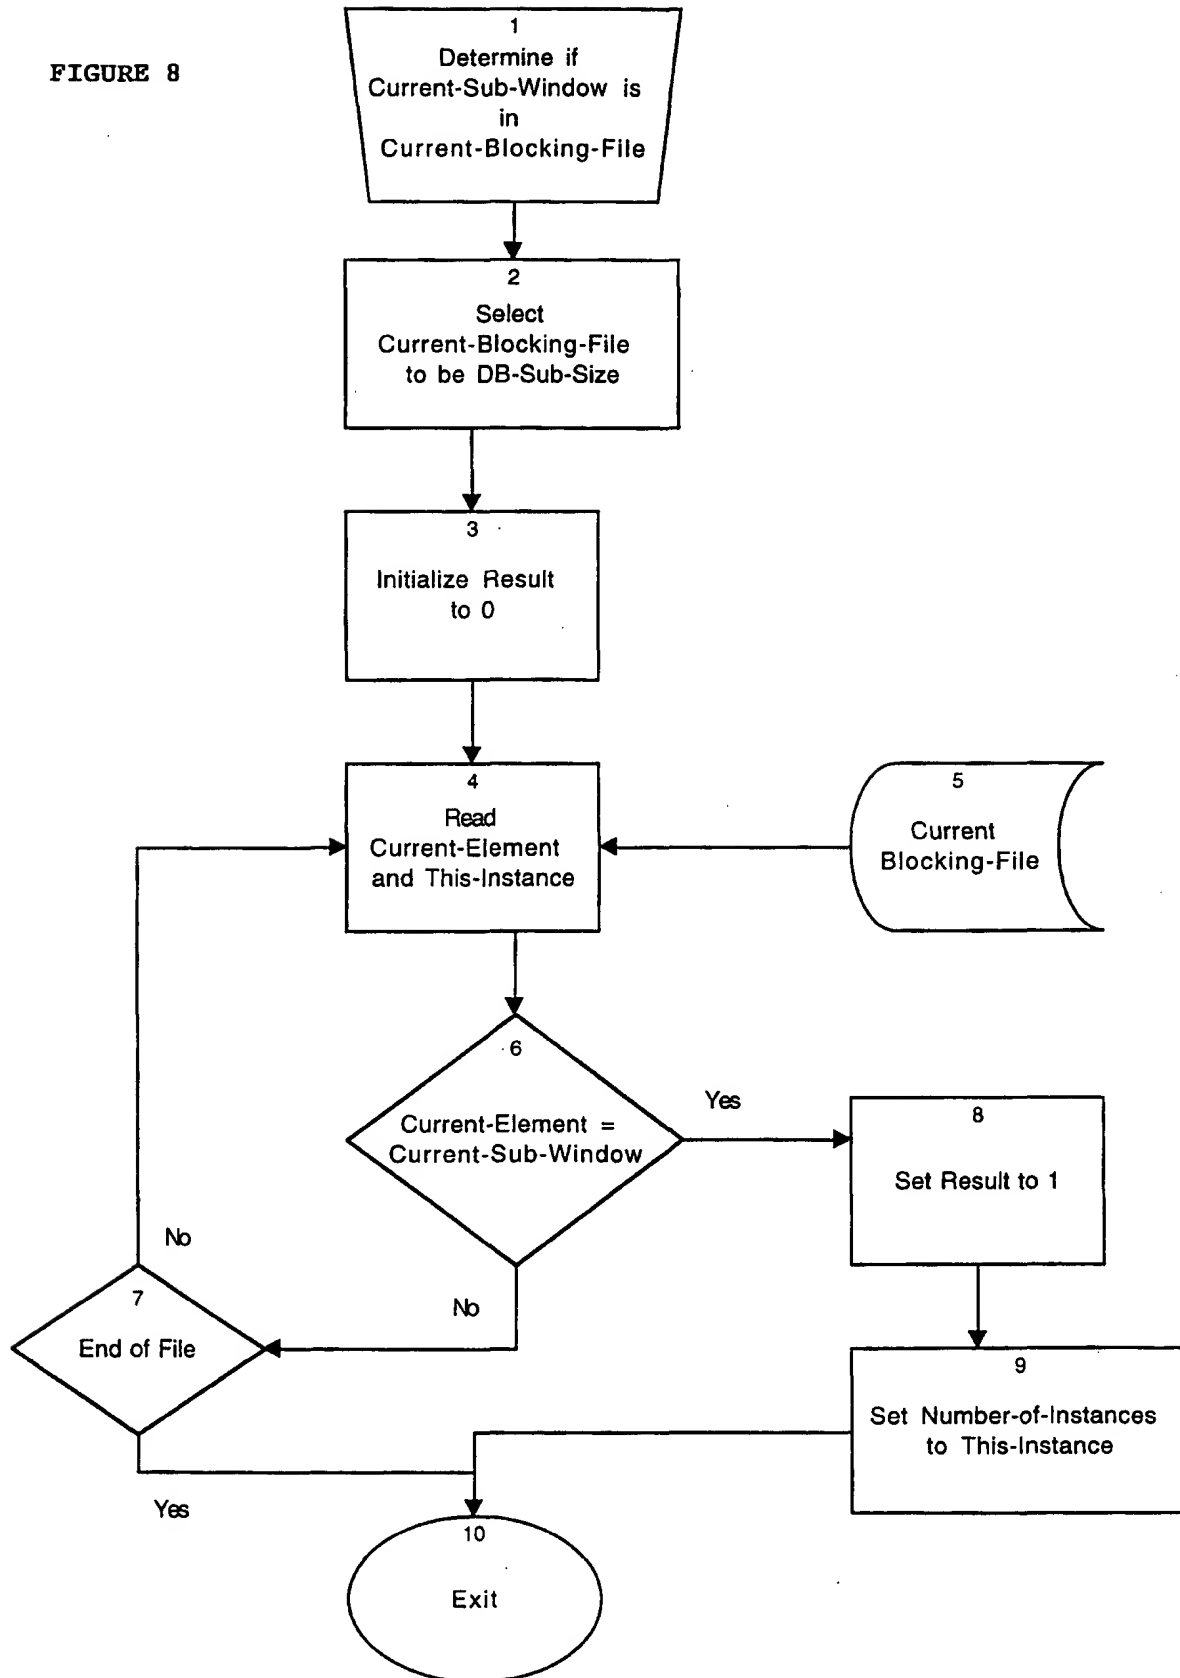 FIGURE 8
1
Determine if
Current-Sub-Window is
in
Current-Blocking-File
2
Select
Current-Blocking-File
to be DB-Sub-Size
3
Initialize Result
to 0
4
Read
Current-Element
and This-Instance
5
Current
Blocking-File
6
Current-Element =
Current-Sub-Window
Yes
No
7
End of File
No
Yes
8
Set Result to 1
9
Set Number-of-Instances
to This-Instance
10
Exit